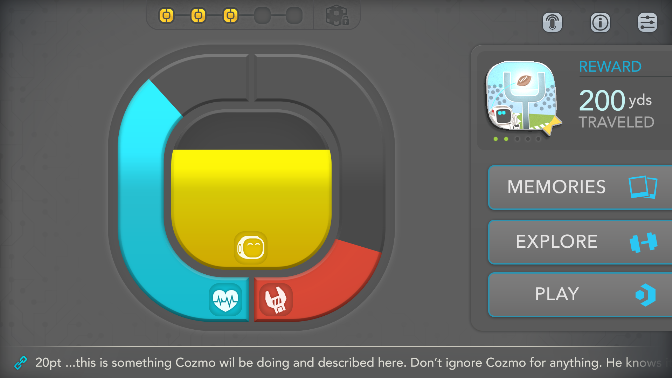 REWARD
200 yds
TRAVELED
MEMORIES
EXPLORE
PLAY
20pt ...this is something Cozmo wil be doing and described here. Don't ignore Cozmo for anything. He knows